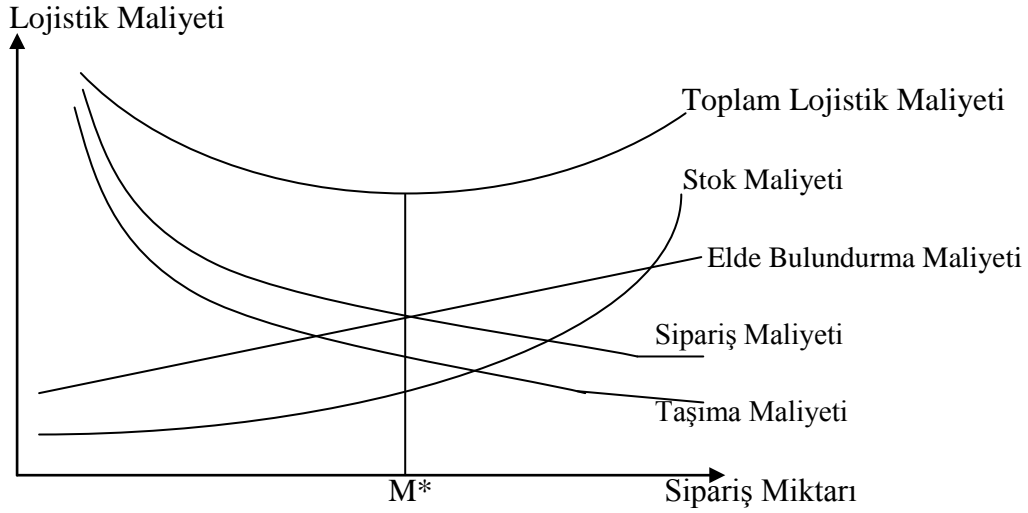 Lojistik Maliyeti
Toplam Lojistik Maliyeti
Stok Maliyeti
Elde Bulundurma Maliyeti
Sipariş Maliyeti
Taşıma Maliyeti
M*
Sipariş Miktarı